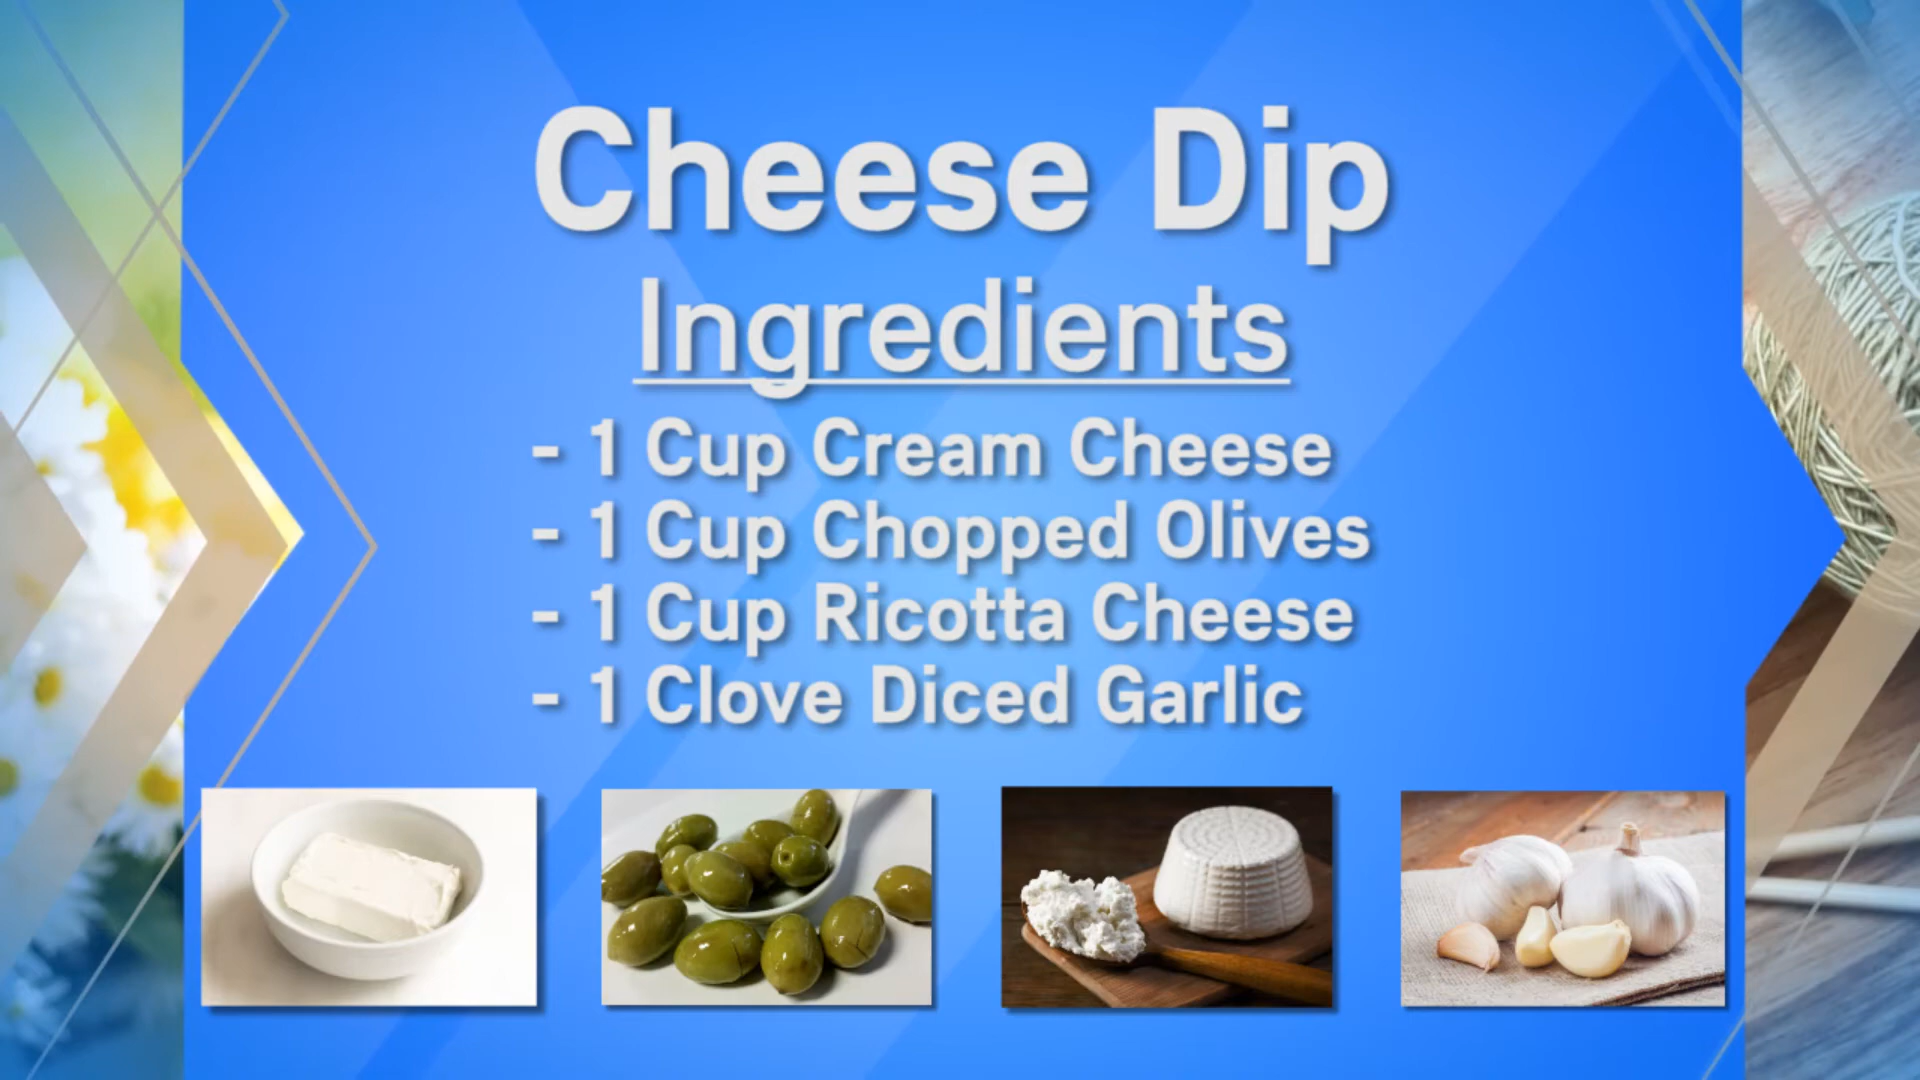 Cheese Dip
Ingredients
- 1 Cup Cream Cheese
- 1 Cup Chopped Olives
- 1 Cup Ricotta Cheese
- 1 Clove Diced Garlic